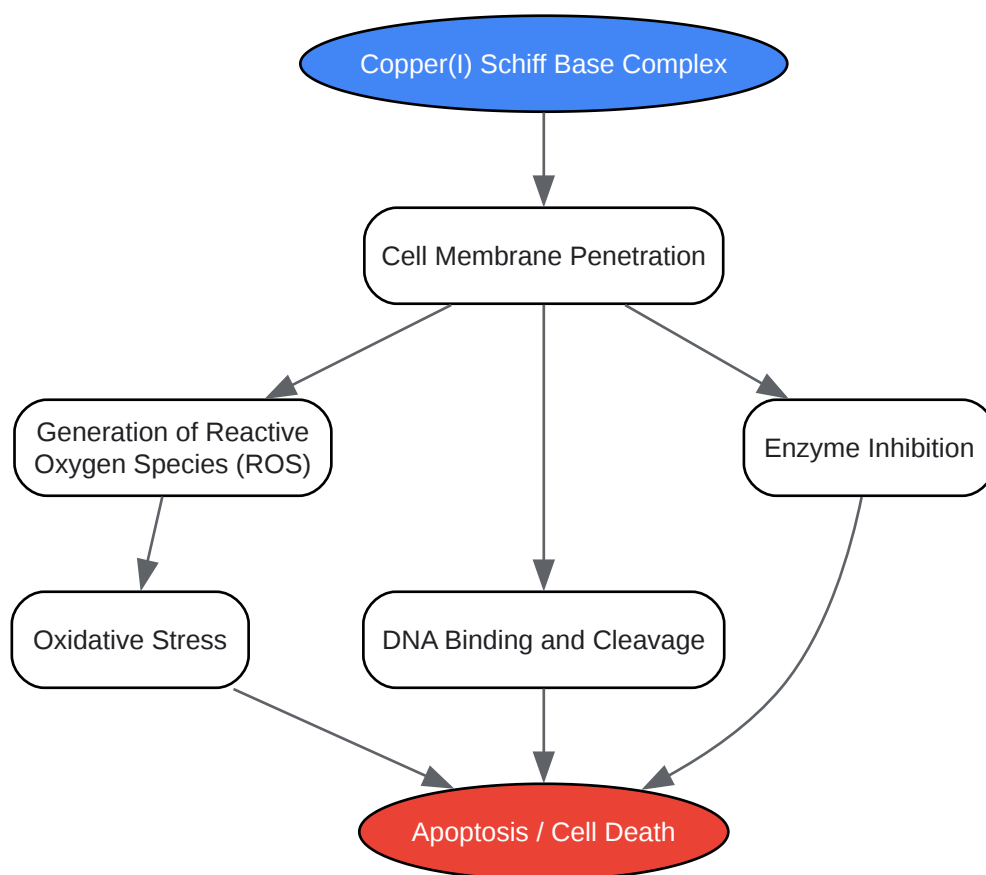 Copper(I) Schiff Base Complex
Cell Membrane Penetration
Generation of Reactive
Oxygen Species (ROS)
Enzyme Inhibition
Oxidative Stress
DNA Binding and Cleavage
Apoptosis / Cell Death